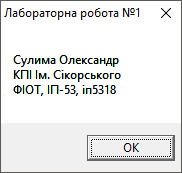 Лабораторна робота №1
Сулима Олександр
КПІ Ім. Сікорського
ФІОТ, ІП-53, іп5318
OK